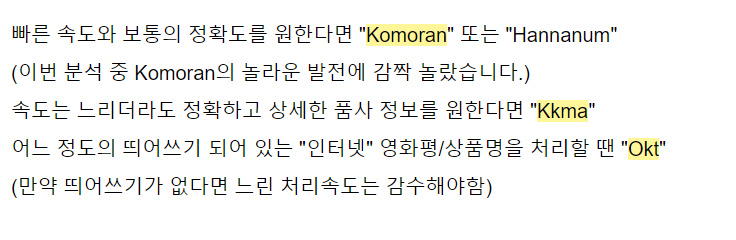 빠른 속도와 보통의 정확도를 원한다면 "Komoran" 또는 "Hannanum"
(이번 분석 중 Komoran의 놀라운 발전에 감짝 놀랐습니다.)
속도는 느리더라도 정확하고 상세한 품사 정보를 원한다면 "Kkma"
어느 정도의 띄어쓰기 되어 있는 "인터넷" 영화평/상품명을 처리할 땐 "Okt"
(만약 띄어쓰기가 없다면 느린 처리속도는 감수해야함)